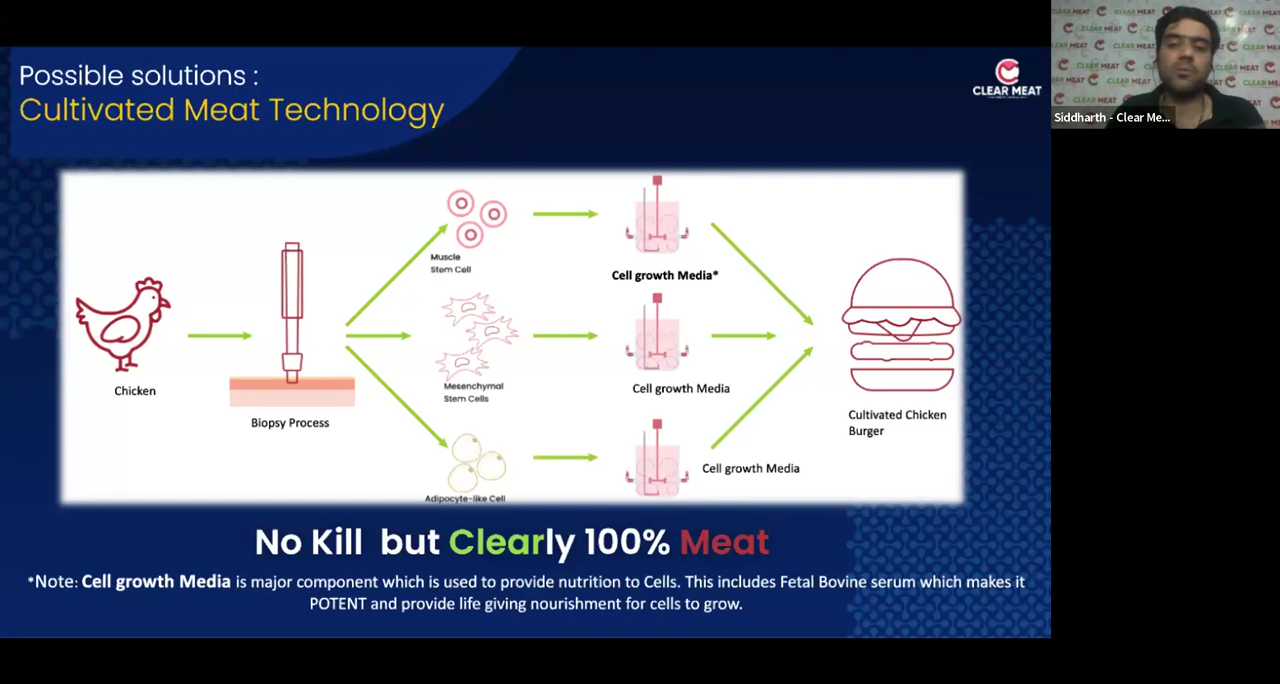 Possible solutions :
Cultivated Meat Technology
CLEAR MEAT
Siddharth - Clear Me...
Chicken
Biopsy Process
Muscle
Stem Cell
Mesenchymal
Stem Cells
Adipocyte-like Cell
Cell growth Media*
Cell growth Media
Cell growth Media
Cultivated Chicken
Burger
No Kill but Clearly 100% Meat
*Note: Cell growth Media is major component which is used to provide nutrition to Cells. This includes Fetal Bovine serum which makes it
POTENT and provide life giving nourishment for cells to grow.